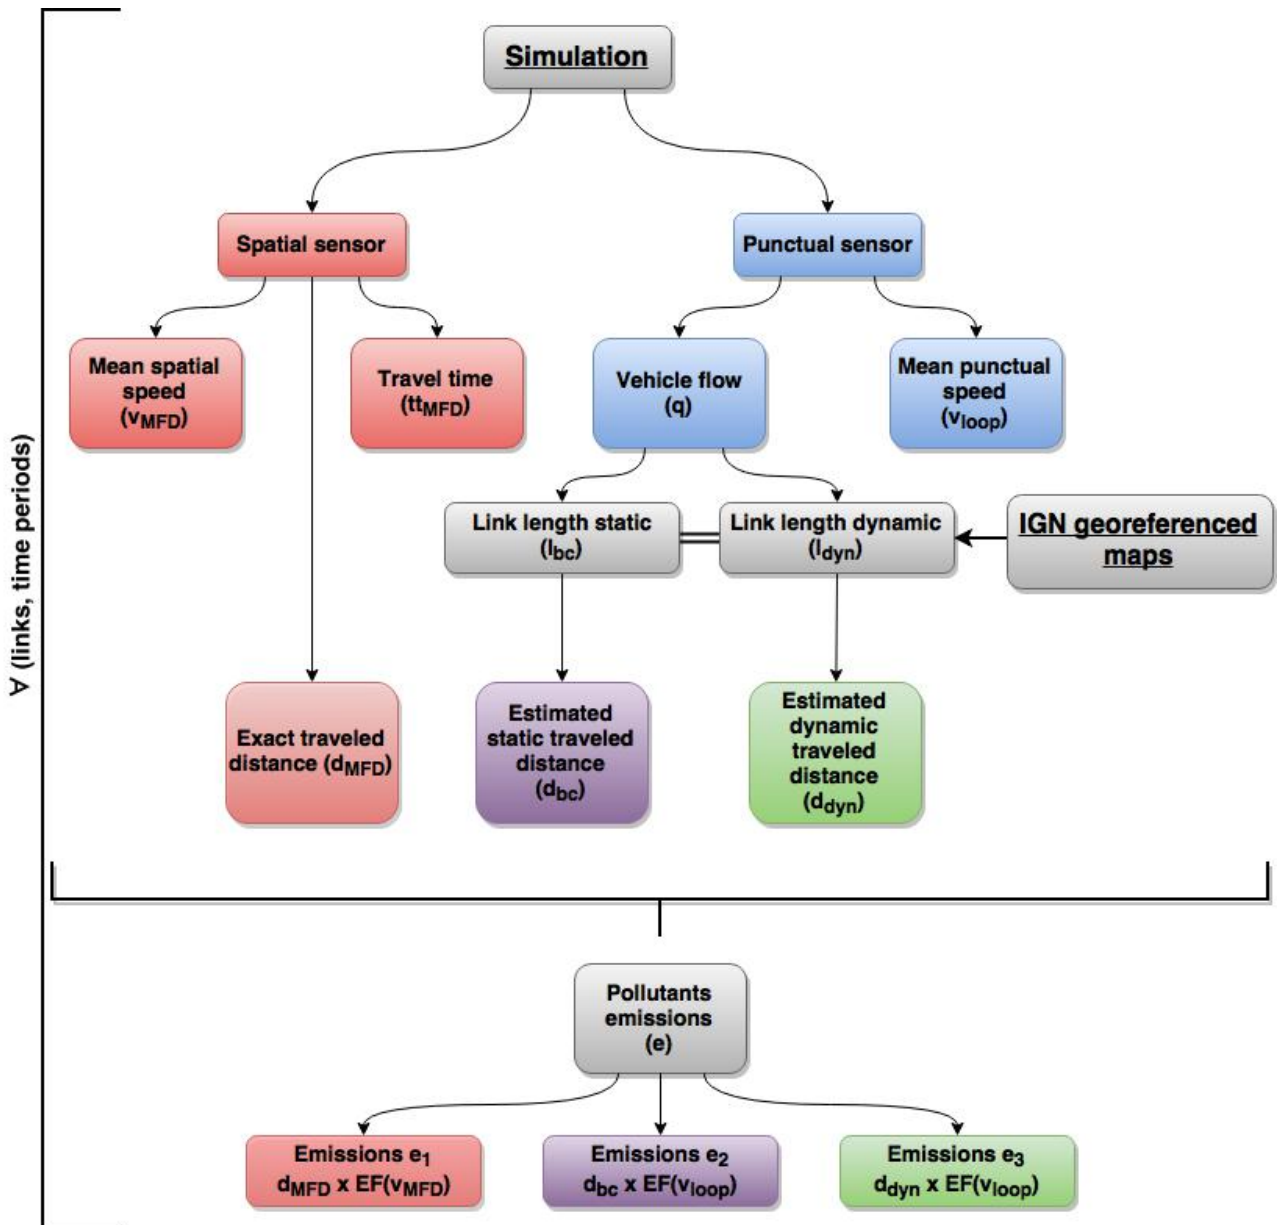 Simulation
Spatial sensor
Punctual sensor
Mean spatial
speed
(vMFD)
Travel time
(ttMFD)
Vehicle flow
(q)
Mean punctual
speed
(vloop)
∀ (links, time periods)
Link length static
(lbc)
Link length dynamic
(ldyn)
IGN georeferenced
maps
Exact traveled
distance (dMFD)
Estimated
static traveled
distance
(dbc)
Estimated
dynamic
traveled
distance
(ddyn)
Pollutants
emissions
(e)
Emissions e1
dMFD x EF(vMFD)
Emissions e2
dbc x EF(vloop)
Emissions e3
ddyn x EF(vloop)